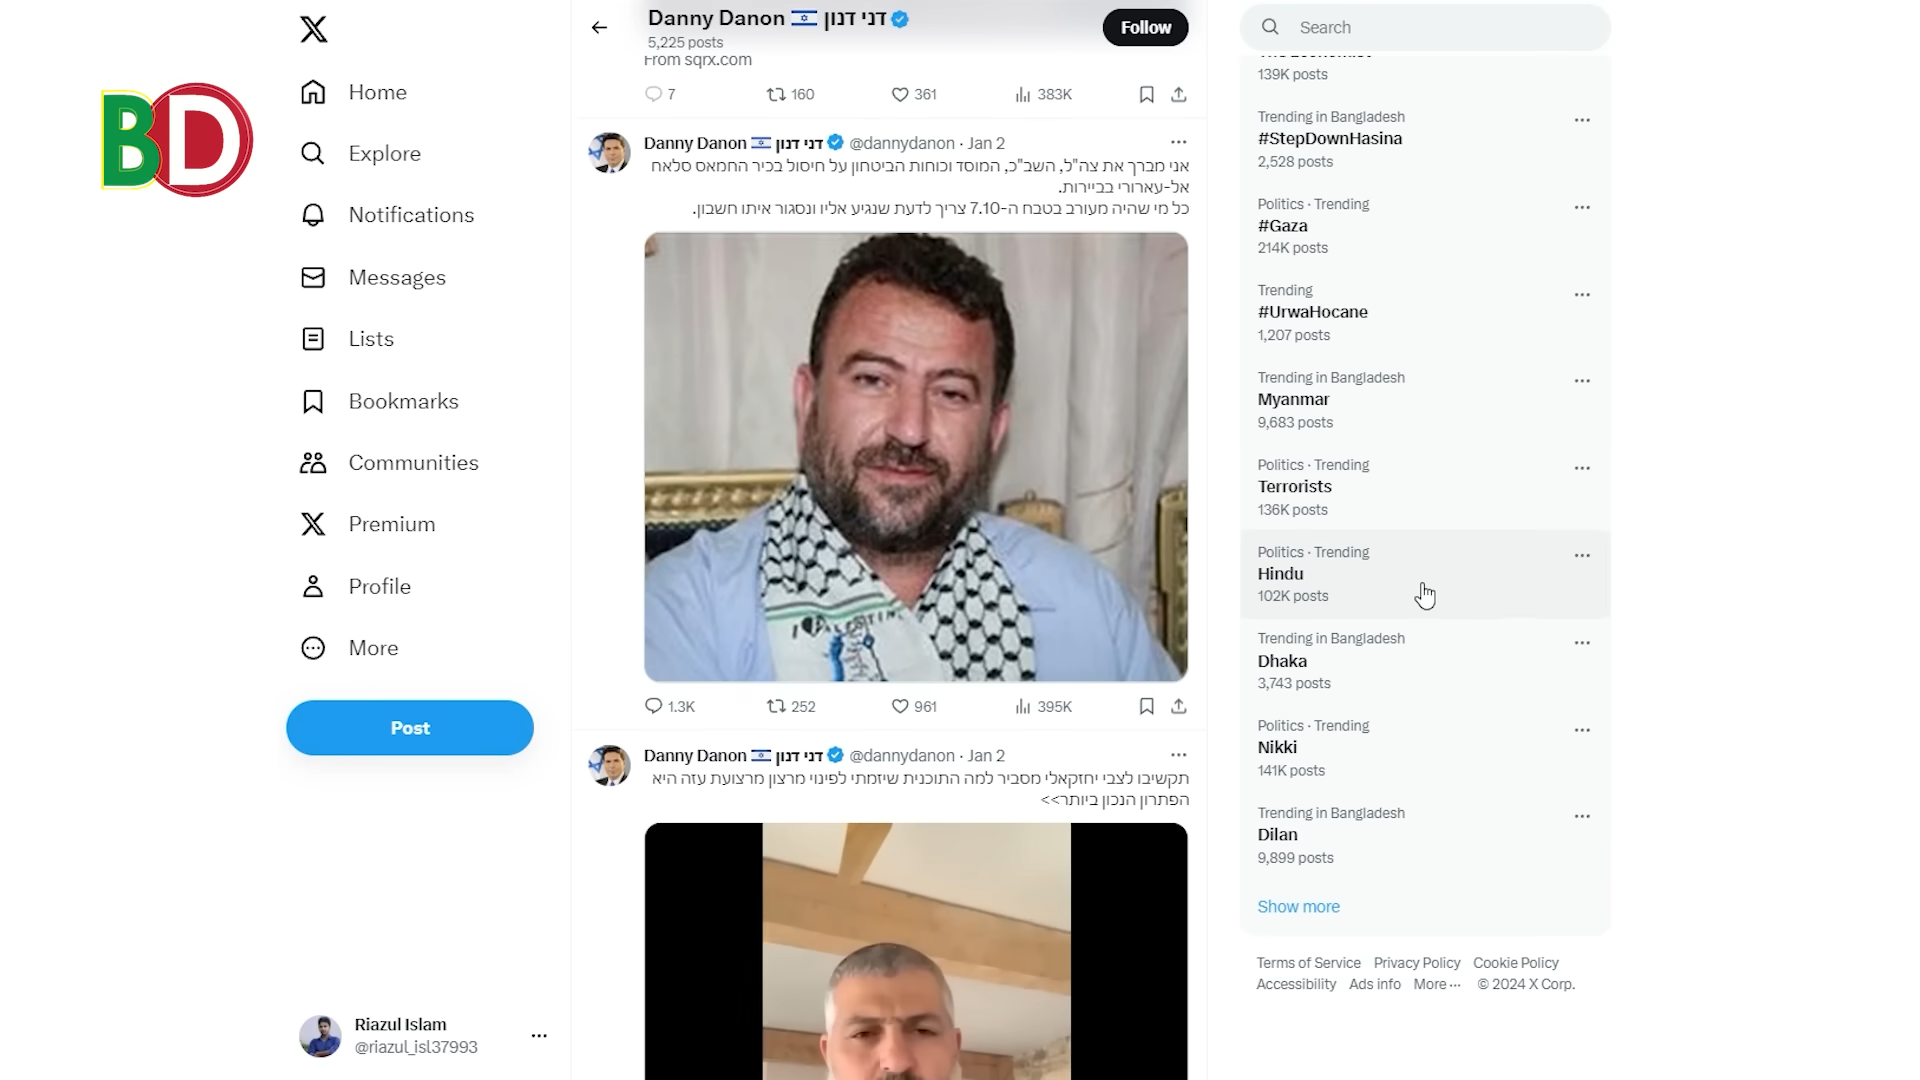 BD
Home
Explore
Notifications
Messages
Lists
Bookmarks
Communities
Premium
Profile
More
Post
Riazul Islam
@riazul_isl37993
Danny Danon 🇮🇱 דני דנון
5,225 posts
Follow
From sqrx.com
7 160 361 383K
Danny Danon 🇮🇱 דני דנון @dannydanon · Jan 2
אני מברך את צה"ל, השב"כ, המוסד וכוחות הביטחון על חיסול בכיר החמאס סלאח
אל-עארורי בביירות.
כל מי שהיה מעורב בטבח ה-7.10 צריך לדעת שנגיע אליו ונסגור איתו חשבון.
1.3K 252 961 395K
Danny Danon 🇮🇱 דני דנון @dannydanon · Jan 2
תקשיבו לצבי יחזקאלי מסביר למה התוכנית שיזמתי לפינוי מרצון מרצועת עזה היא
הפתרון הנכון ביותר>>
Search
The Economist
139K posts
Trending in Bangladesh
#StepDownHasina
2,528 posts
Politics · Trending
#Gaza
214K posts
Trending
#UrwaHocane
1,207 posts
Trending in Bangladesh
Myanmar
9,683 posts
Politics · Trending
Terrorists
136K posts
Politics · Trending
Hindu
102K posts
Trending in Bangladesh
Dhaka
3,743 posts
Politics · Trending
Nikki
141K posts
Trending in Bangladesh
Dilan
9,899 posts
Show more
Terms of Service Privacy Policy Cookie Policy
Accessibility Ads info More ··· © 2024 X Corp.